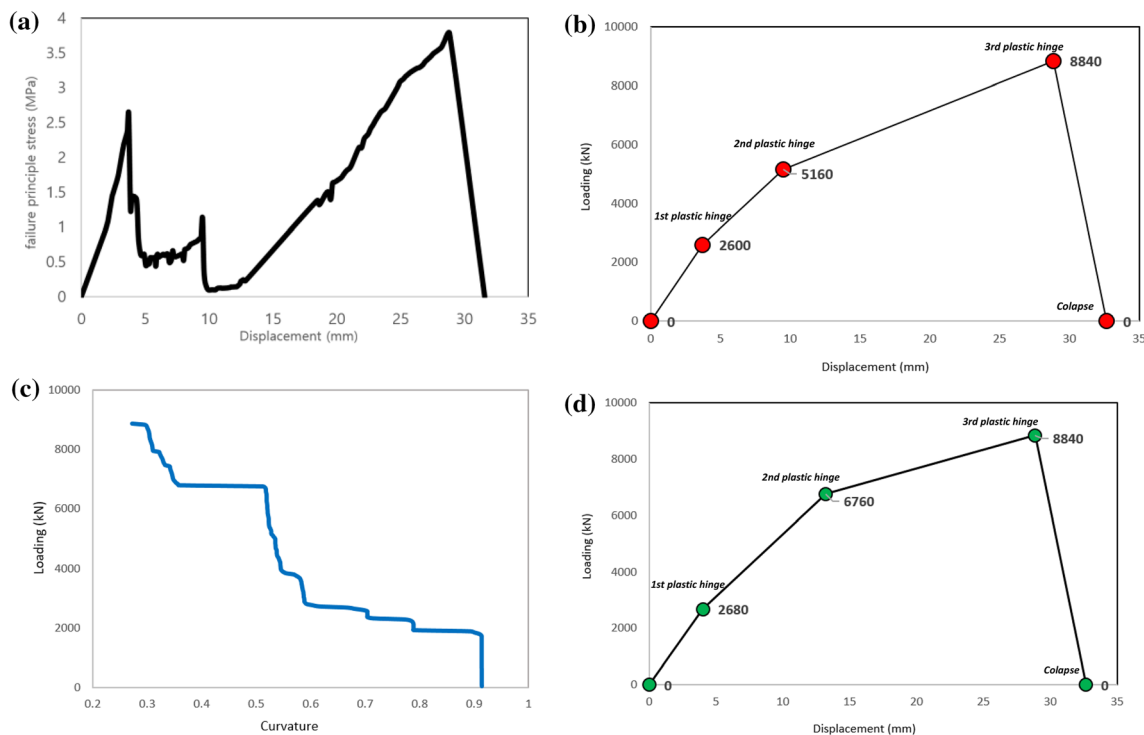 (a)
failure principle stress (MPa)
4
3.5
3
2.5
2
1.5
1
0.5
0
0 5 10 15 20 25 30 35
Displacement (mm)
(b)
Loading (kN)
10000
8000
6000
4000
2000
0
3rd plastic hinge
8840
2nd plastic hinge
5160
1st plastic hinge
2600
Colapse
0
0
0 5 10 15 20 25 30 35
Displacement (mm)
(c)
Loading (kN)
10000
8000
6000
4000
2000
0
0.2 0.3 0.4 0.5 0.6 0.7 0.8 0.9 1
Curvature
(d)
Loading (kN)
10000
8000
6000
4000
2000
0
3rd plastic hinge
8840
2nd plastic hinge
6760
1st plastic hinge
2680
Colapse
0
0
0 5 10 15 20 25 30 35
Displacement (mm)